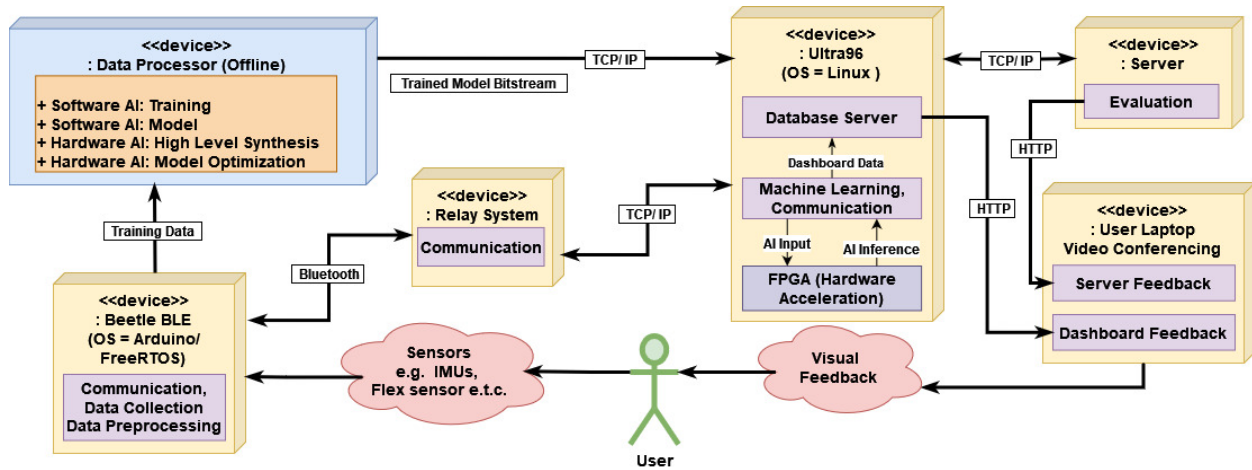 <<device>>
: Data Processor (Offline)
+ Software AI: Training
+ Software AI: Model
+ Hardware AI: High Level Synthesis
+ Hardware AI: Model Optimization
TCP/ IP
Trained Model Bitstream
<<device>>
: Ultra96
(OS = Linux )
Database Server
Dashboard Data
Machine Learning,
Communication
AI Input
AI Inference
FPGA (Hardware
Acceleration)
TCP/ IP
<<device>>
: Server
Evaluation
HTTP
HTTP
<<device>>
: User Laptop
Video Conferencing
Server Feedback
Dashboard Feedback
Training Data
<<device>>
: Relay System
Communication
TCP/ IP
Bluetooth
<<device>>
: Beetle BLE
(OS = Arduino/
FreeRTOS)
Communication,
Data Collection
Data Preprocessing
Sensors
e.g. IMUs,
Flex sensor e.t.c.
Visual
Feedback
User